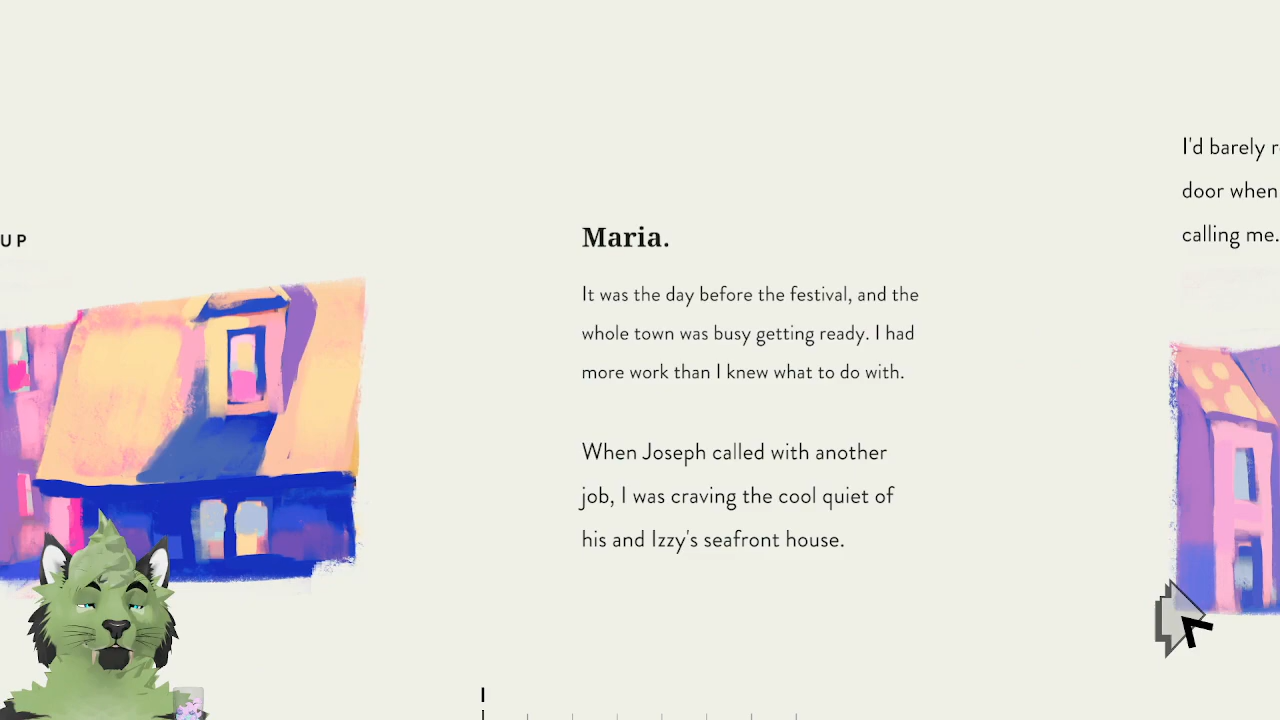 UP
Maria.
It was the day before the festival, and the
whole town was busy getting ready. I had
more work than I knew what to do with.
When Joseph called with another
job, I was craving the cool quiet of
his and Izzy's seafront house.
I'd barely
door when
calling me.